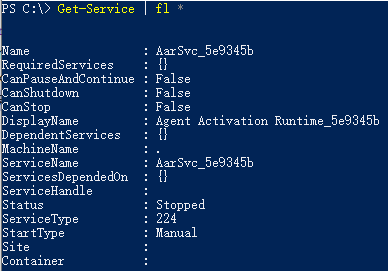 PS C:\> Get-Service | fl *
Name : AarSvc_5e9345b
RequiredServices : {}
CanPauseAndContinue : False
CanShutdown : False
CanStop : False
DisplayName : Agent Activation Runtime_5e9345b
DependentServices : {}
MachineName : .
ServiceName : AarSvc_5e9345b
ServicesDependedOn : {}
ServiceHandle :
Status : Stopped
ServiceType : 224
StartType : Manual
Site :
Container :